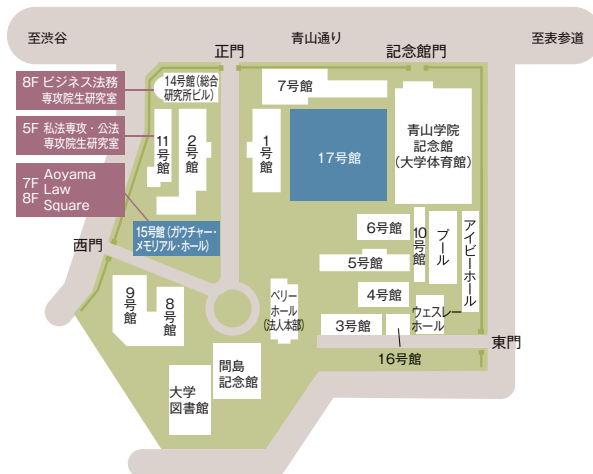 至渋谷
正門
青山通り
記念館門
至表参道
8F ビジネス法務
専攻院生研究室
14号館(総合
研究所ビル)
7号館
5F 私法専攻・公法
専攻院生研究室
11号館
2号館
1号館
17号館
青山学院
記念館
(大学体育館)
7F
8F
Aoyama
Law
Square
15号館(ガウチャー・
メモリアル・ホール)
西門
6号館
10号館
プール
アイビーホール
5号館
9号館
8号館
ベリー
ホール
(法人本部)
4号館
ウェスレー
ホール
3号館
16号館
東門
間島
記念館
大学
図書館